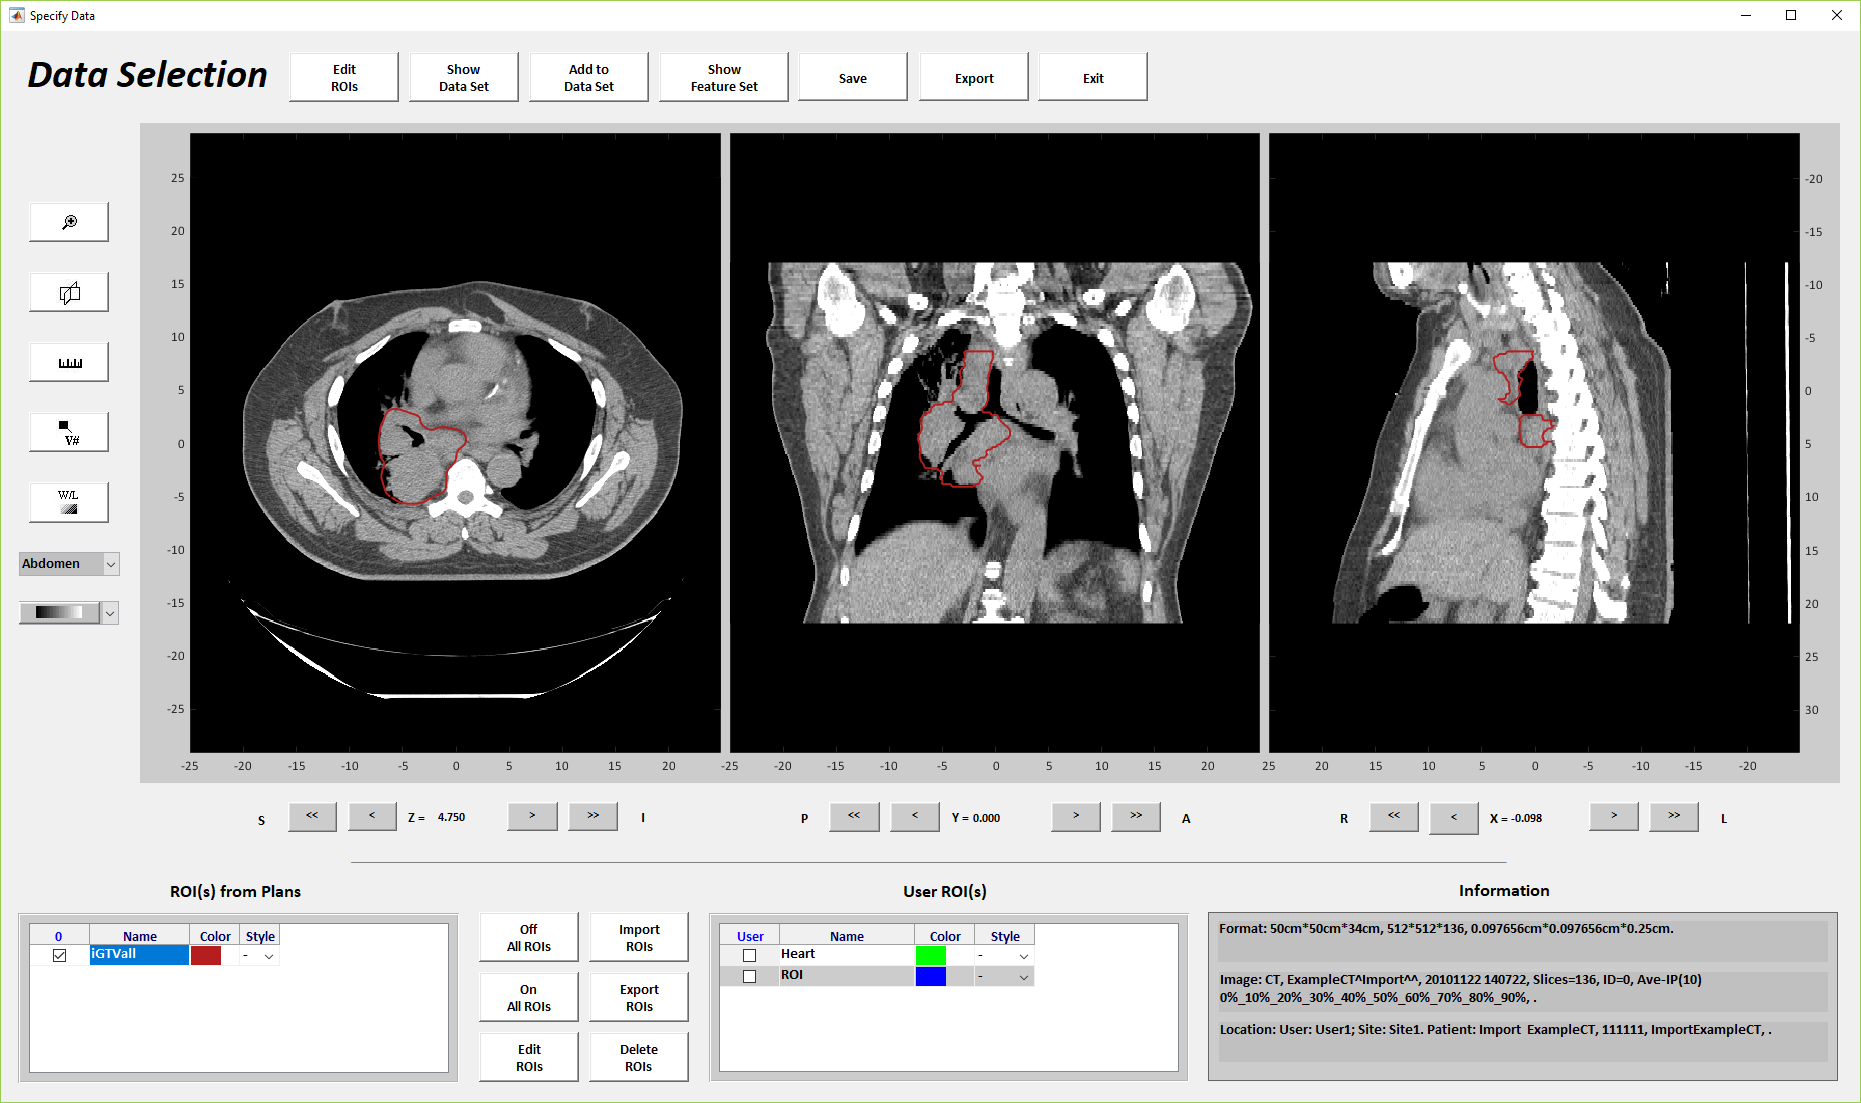 Specify Data
Data Selection
Edit
ROIs
Show
Data Set
Add to
Data Set
Show
Feature Set
Save
Export
Exit
V#
W/L
Abdomen
25
20
15
10
5
0
-5
-10
-15
-20
-25
-25 -20 -15 -10 -5 0 5 10 15 20
-25 -20 -15 -10 -5 0 5 10 15 20
25 20 15 10 5 0 -5 -10 -15 -20
-20
-15
-10
-5
0
5
10
15
20
25
30
S << < Z = 4.750 > >> I
P << < Y = 0.000 > >> A
R << < X = -0.098 > >> L
ROI(s) from Plans
0 Name Color Style
iGTVall -
Off
All ROIs
Import
ROIs
On
All ROIs
Export
ROIs
Edit
ROIs
Delete
ROIs
User ROI(s)
User Name Color Style
Heart -
ROI -
Information
Format: 50cm*50cm*34cm, 512*512*136, 0.097656cm*0.097656cm*0.25cm.
Image: CT, ExampleCT^Import^^, 20101122 140722, Slices=136, ID=0, Ave-IP(10)
0%_10%_20%_30%_40%_50%_60%_70%_80%_90%, .
Location: User: User1; Site: Site1. Patient: Import ExampleCT, 111111, ImportExampleCT, .